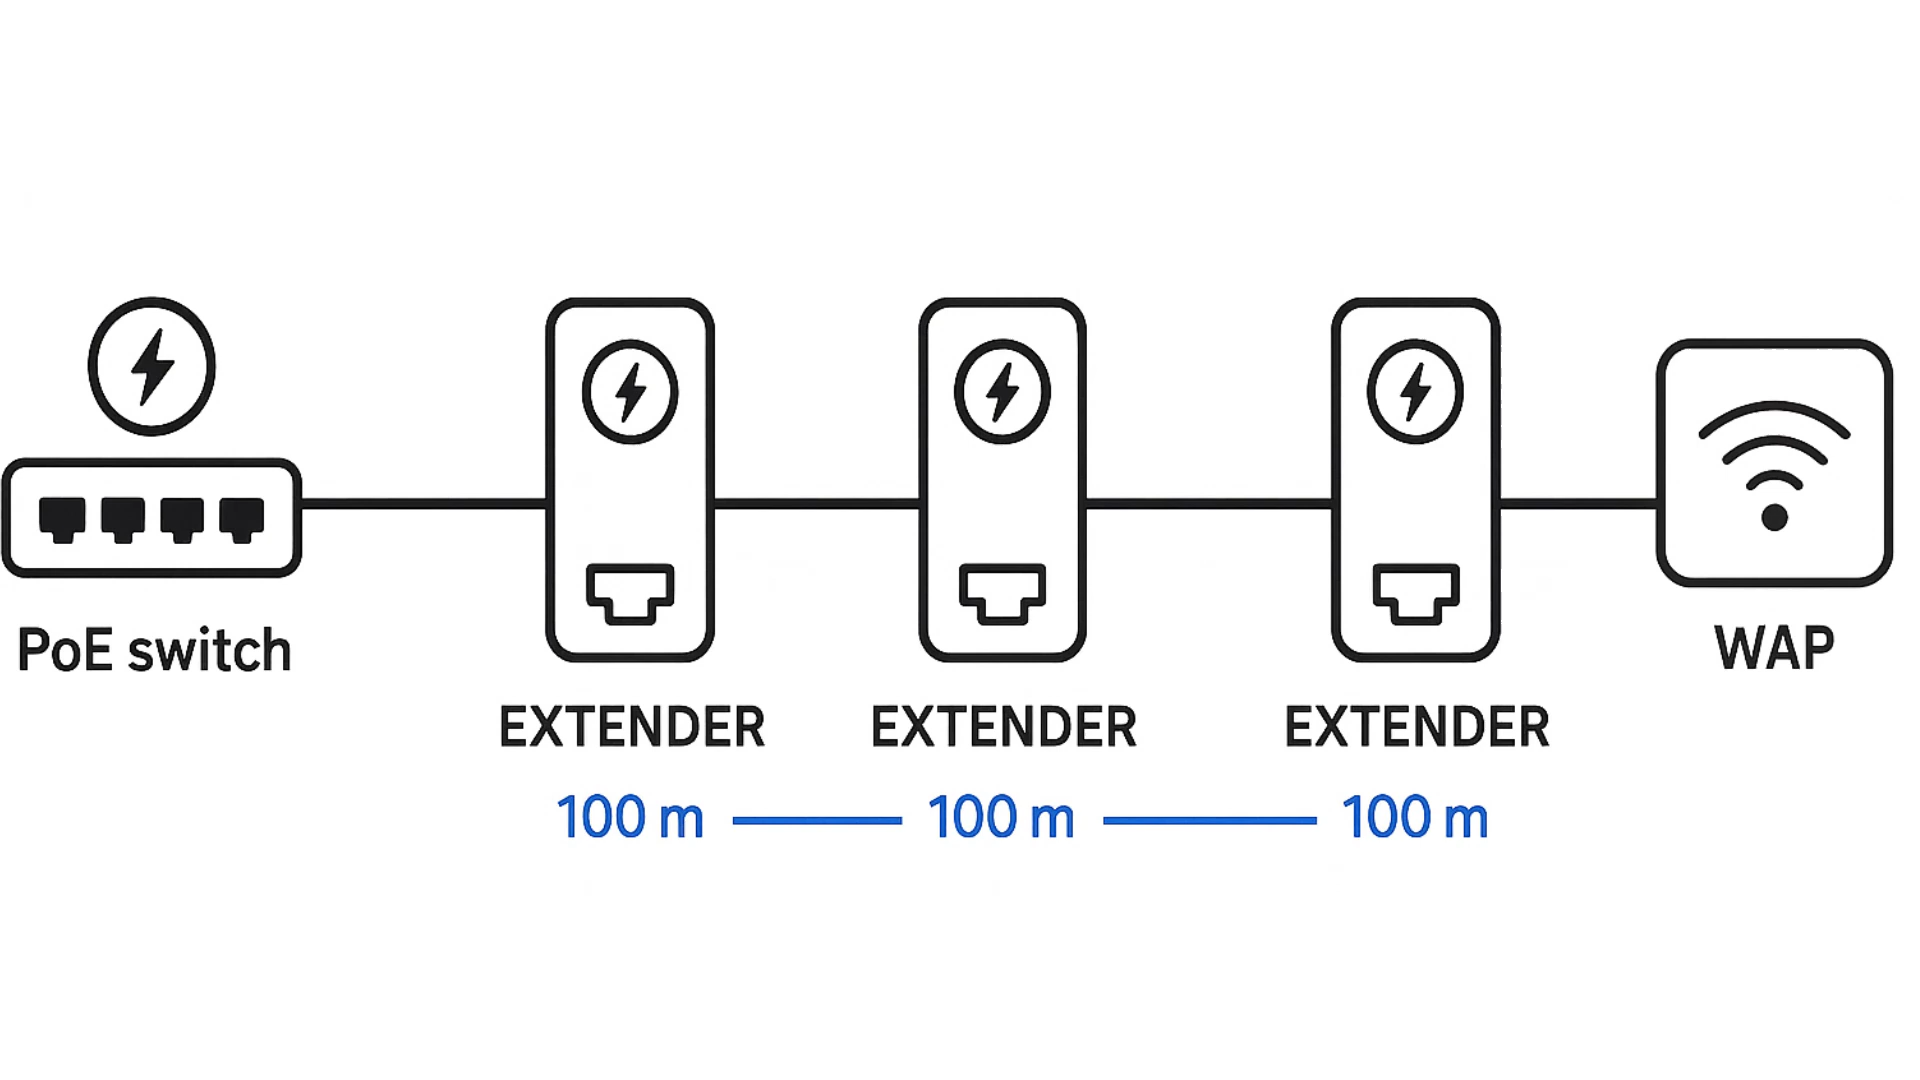 PoE switch
WAP
EXTENDER EXTENDER EXTENDER
100 m 100 m 100 m